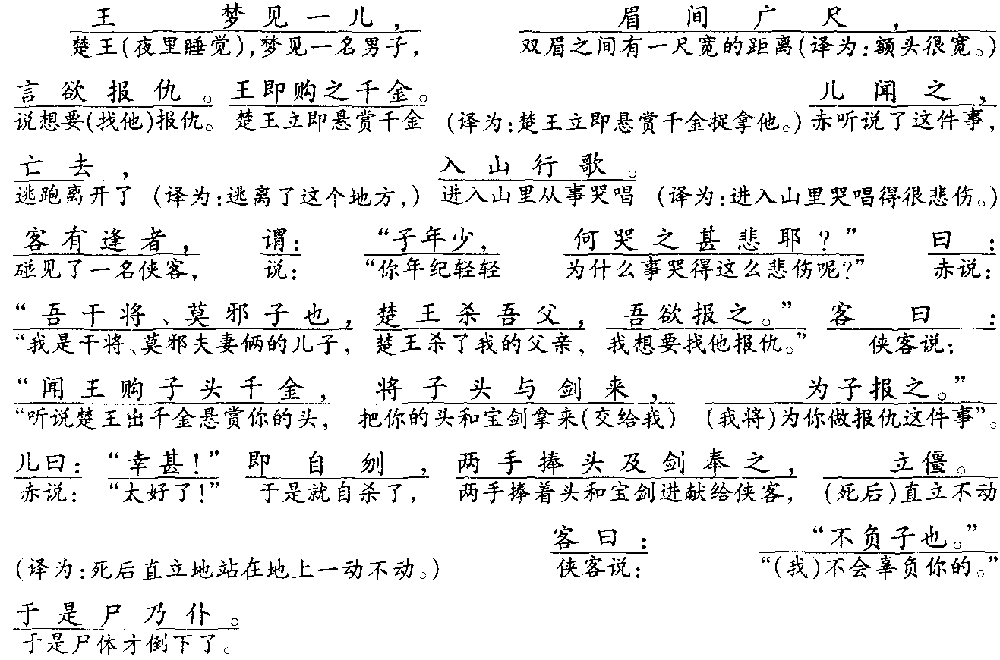 王 梦见一儿， 眉间广尺，
楚王(夜里睡觉)，梦见一名男子， 双眉之间有一尺宽的距离(译为：额头很宽。)
言欲报仇。 王即购之千金。 儿闻之，
说想要(找他)报仇。 楚王立即悬赏千金 (译为：楚王立即悬赏千金捉拿他。) 赤听说了这件事，
亡去， 入山行歌。
逃跑离开了 (译为：逃离了这个地方，) 进入山里从事哭唱 (译为：进入山里哭唱得很悲伤。)
客有逢者， 谓： “子年少， 何哭之甚悲耶？” 曰：
碰见了一名侠客， 说： “你年纪轻轻 为什么事哭得这么悲伤呢？” 赤说：
“吾干将、莫邪子也， 楚王杀吾父， 吾欲报之。” 客曰：
“我是干将、莫邪夫妻俩的儿子， 楚王杀了我的父亲， 我想要找他报仇。” 侠客说：
“闻王购子头千金， 将子头与剑来， 为子报之。”
“听说楚王出千金悬赏你的头， 把你的头和宝剑拿来(交给我) (我将)为你做报仇这件事”。
儿曰： “幸甚！” 即自刎， 两手捧头及剑奉之， 立僵。
赤说： “太好了！” 于是就自杀了， 两手捧着头和宝剑进献给侠客， (死后)直立不动
客曰： “不负子也。”
(译为：死后直立地站在地上一动不动。) 侠客说： “(我)不会辜负你的。”
于是尸乃仆。
于是尸体才倒下了。